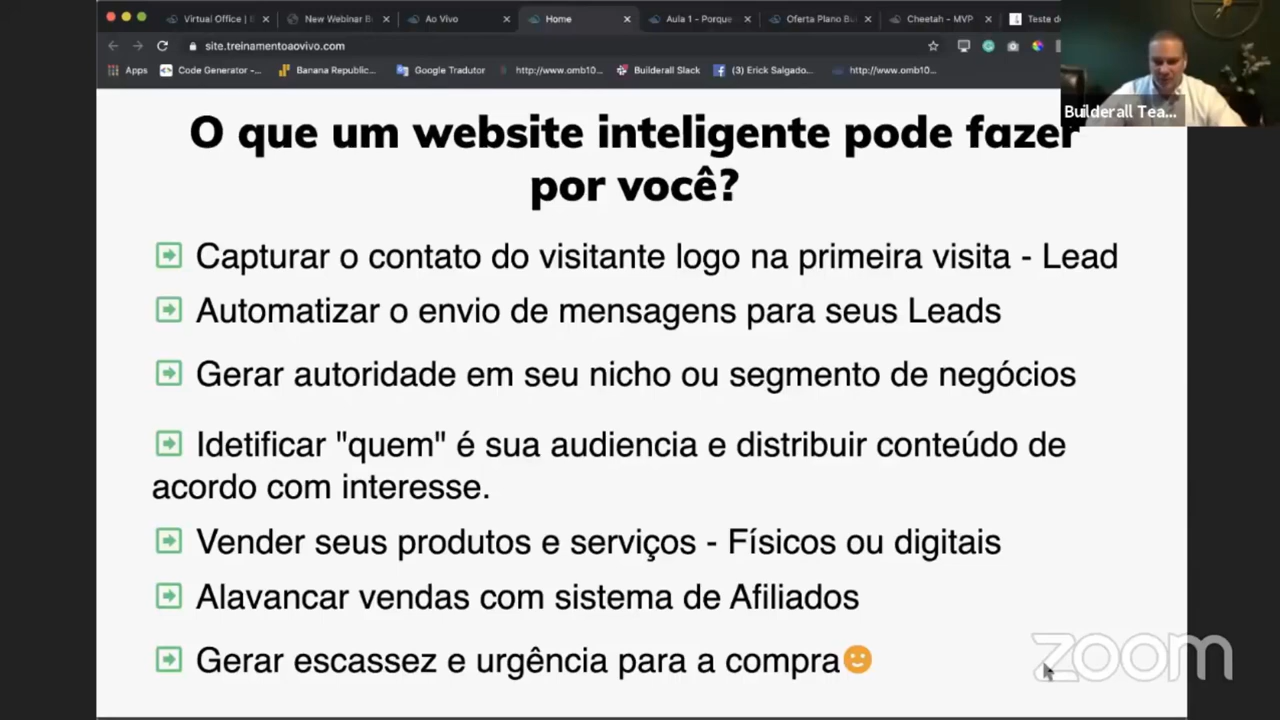 Virtual Office | B
New Webinar B
Ao Vivo
Home
Aula 1 - Porque
Oferta Plano Bu
Cheetah - MVP
Teste de
site.treinamentoaovivo.com
Apps
Code Generator -...
Banana Republic...
Google Tradutor
http://www.omb10...
Builderall Slack
(3) Erick Salgado...
http://www.omb10...
Builderall Tea...
O que um website inteligente pode fazer
por você?
Capturar o contato do visitante logo na primeira visita - Lead
Automatizar o envio de mensagens para seus Leads
Gerar autoridade em seu nicho ou segmento de negócios
Idetificar "quem" é sua audiencia e distribuir conteúdo de
acordo com interesse.
Vender seus produtos e serviços - Físicos ou digitais
Alavancar vendas com sistema de Afiliados
Gerar escassez e urgência para a compra
zoom